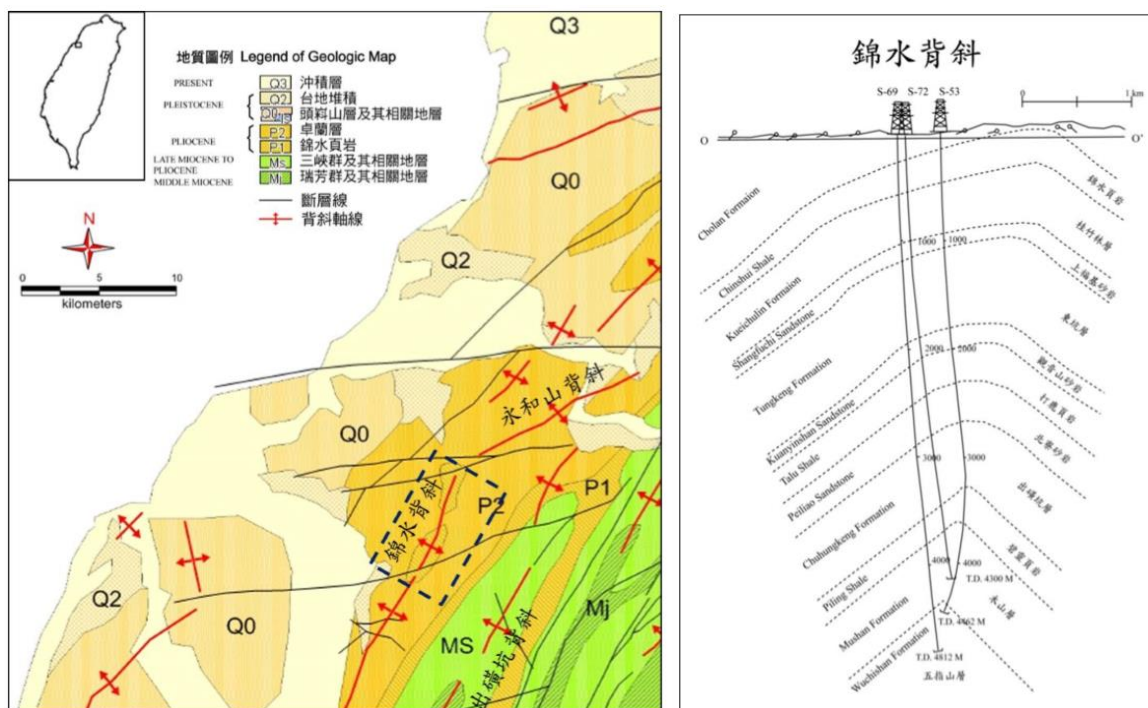 地質圖例 Legend of Geologic Map
PRESENT
Q3 沖積層
PLEISTOCENE
Q2 台地堆積
Q0 頭嵙山層及其相關地層
PLIOCENE
P2 卓蘭層
P1 錦水頁岩
LATE MIOCENE TO PLIOCENE
Ms 三峽群及其相關地層
MIDDLE MIOCENE
Mj 瑞芳群及其相關地層
斷層線
背斜軸線
N
0 5 10
kilometers
Q3
Q0
Q2
永和山背斜
Q0
P1
P2
錦水背斜
Q2
Q0
Mj
MS
出磺坑背斜
錦水背斜
S-69 S-72 S-53
0 1 km
O O'
Cholan Formaion
錦水頁岩
Chinshui Shale
桂竹林層
1000 1000
Kueichulin Formaion
上福基砂岩
Shangfuchi Sandstone
東坑層
2000 2000
Tungkeng Formation
觀音山砂岩
Kuanyinshan Sandstone
打鹿頁岩
Talu Shale
北寮砂岩
3000 3000
Peiliao Sandstone
出磺坑層
Chuhungkeng Formation
碧靈頁岩
4000 4000
Piling Shale
T.D. 4300 M
木山層
Mushan Formation
T.D. 4462 M
Wuchishan Formation
T.D. 4812 M
五指山層